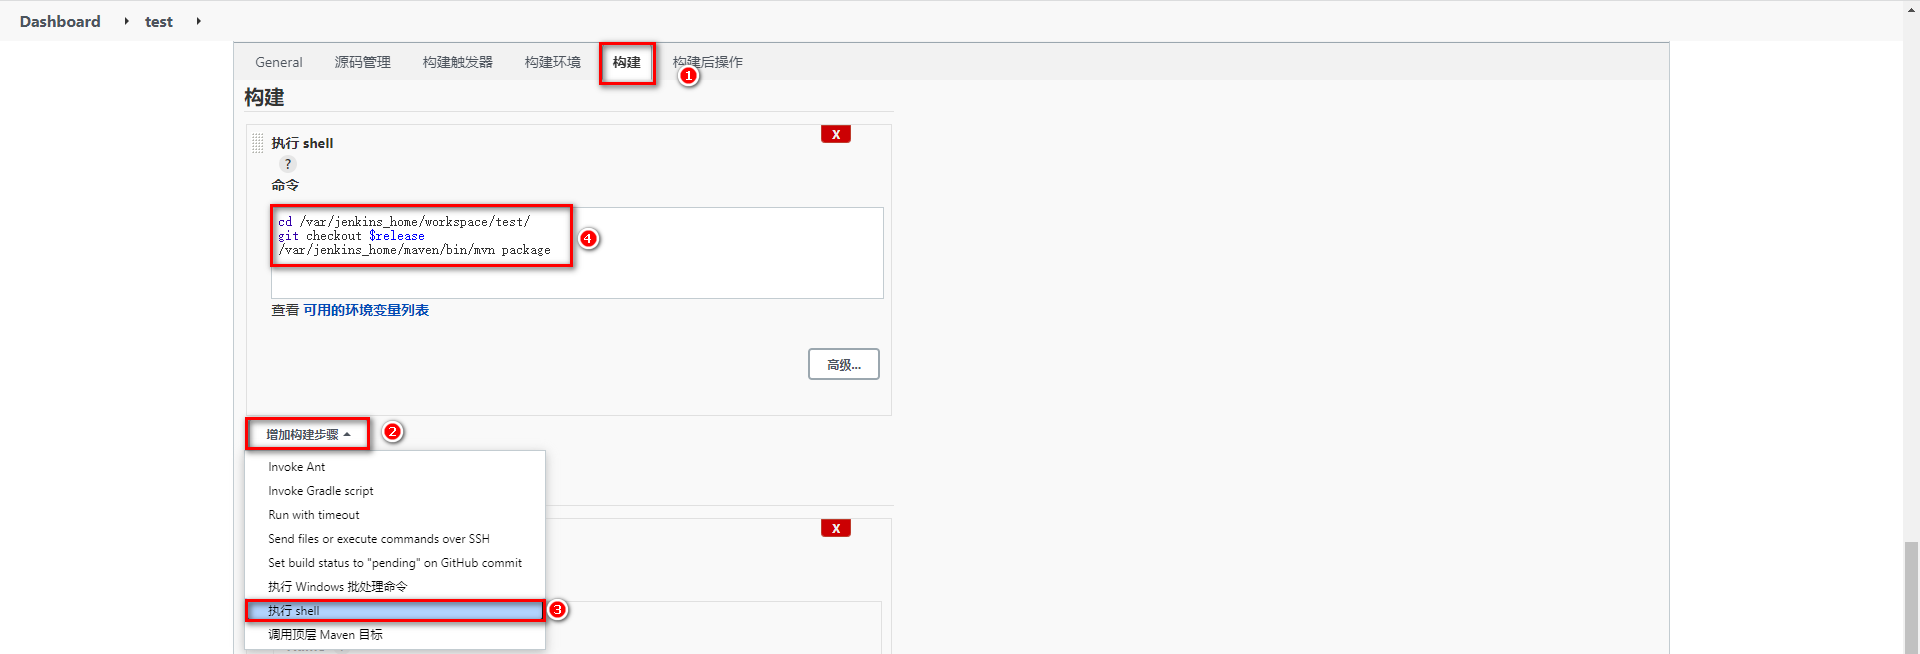 Dashboard test
General 源码管理 构建触发器 构建环境 构建 构建后操作
1
构建
执行 shell
X
?
命令
cd /var/jenkins_home/workspace/test/
git checkout $release
/var/jenkins_home/maven/bin/mvn package
4
查看 可用的环境变量列表
高级...
增加构建步骤
2
Invoke Ant
Invoke Gradle script
Run with timeout
X
Send files or execute commands over SSH
Set build status to "pending" on GitHub commit
执行 Windows 批处理命令
执行 shell
3
调用顶层 Maven 目标